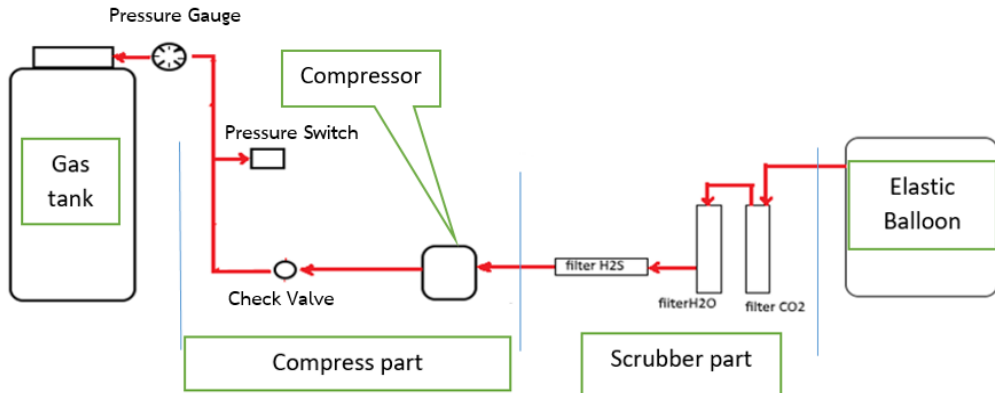 Pressure Gauge
Compressor
Pressure Switch
Gas
tank
Elastic
Balloon
filter H2S
Check Valve
fiiterH2O
filter CO2
Compress part
Scrubber part